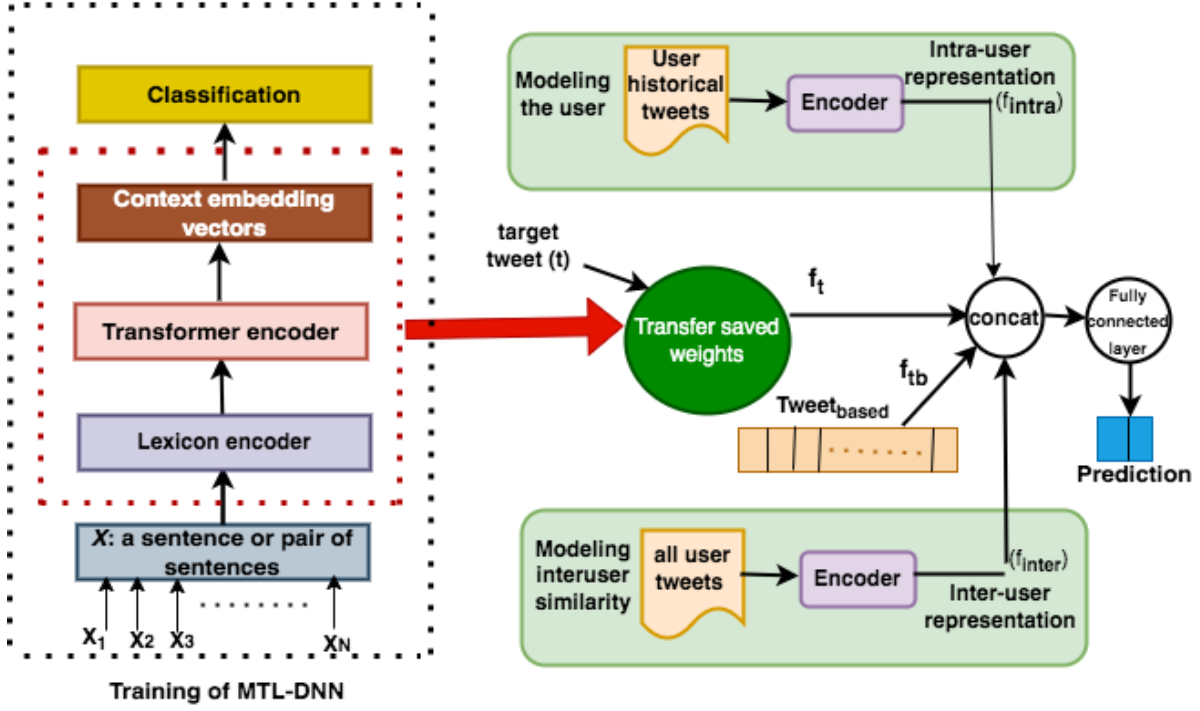 Classification
Context embedding
vectors
Transformer encoder
Lexicon encoder
X: a sentence or pair of
sentences
X1 X2 X3 ........ XN
Training of MTL-DNN
Modeling
the user
User
historical
tweets
Encoder
Intra-user
representation
(fintra)
target
tweet (t)
Transfer saved
weights
ft
concat
Fully
connected
layer
ftb
Tweetbased
.......
Prediction
Modeling
interuser
similarity
all user
tweets
Encoder
(finter)
Inter-user
representation